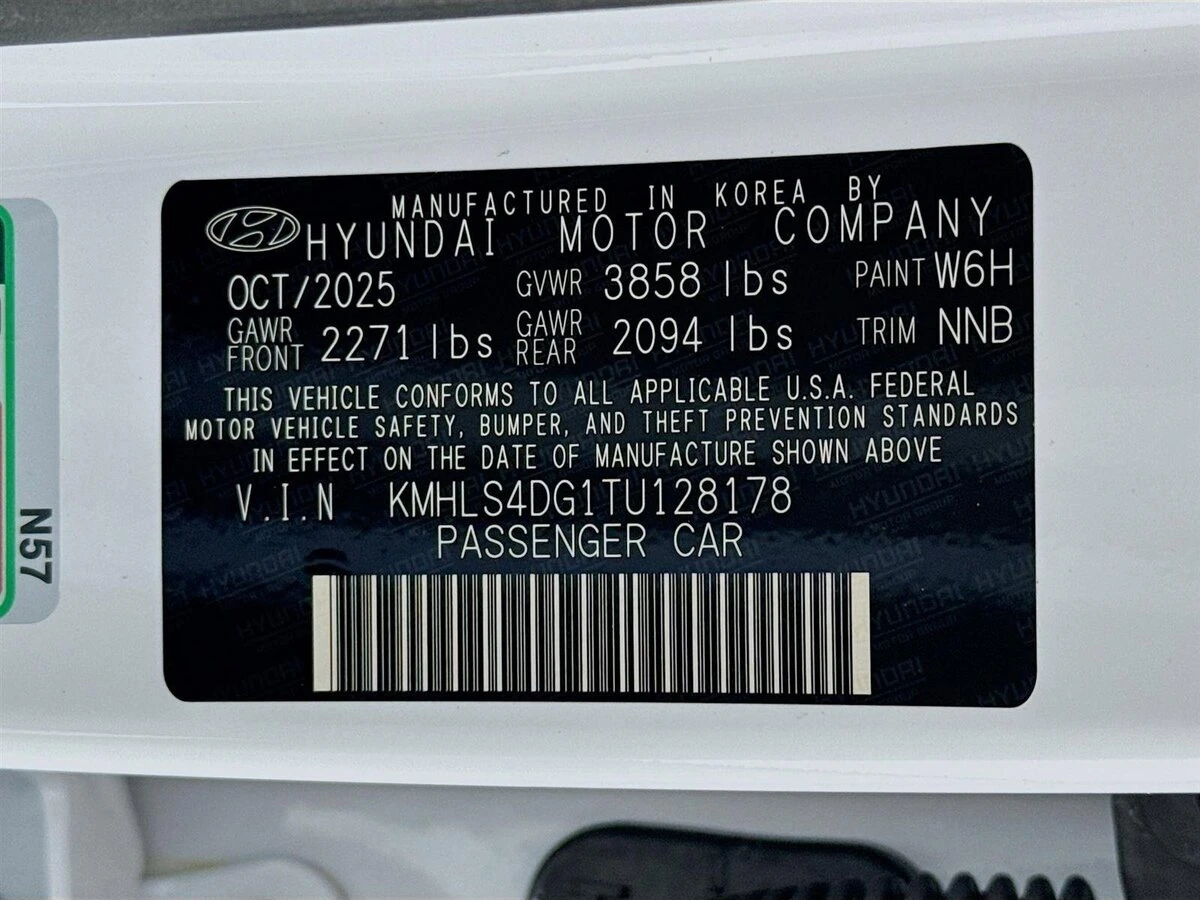 MANUFACTURED IN KOREA BY
HYUNDAI MOTOR COMPANY
OCT/2025 GVWR 3858 lbs PAINT W6H
GAWR FRONT 2271 lbs GAWR REAR 2094 lbs TRIM NNB
THIS VEHICLE CONFORMS TO ALL APPLICABLE U.S.A. FEDERAL
MOTOR VEHICLE SAFETY, BUMPER, AND THEFT PREVENTION STANDARDS
IN EFFECT ON THE DATE OF MANUFACTURE SHOWN ABOVE
V.I.N KMHLS4DG1TU128178
PASSENGER CAR
N57